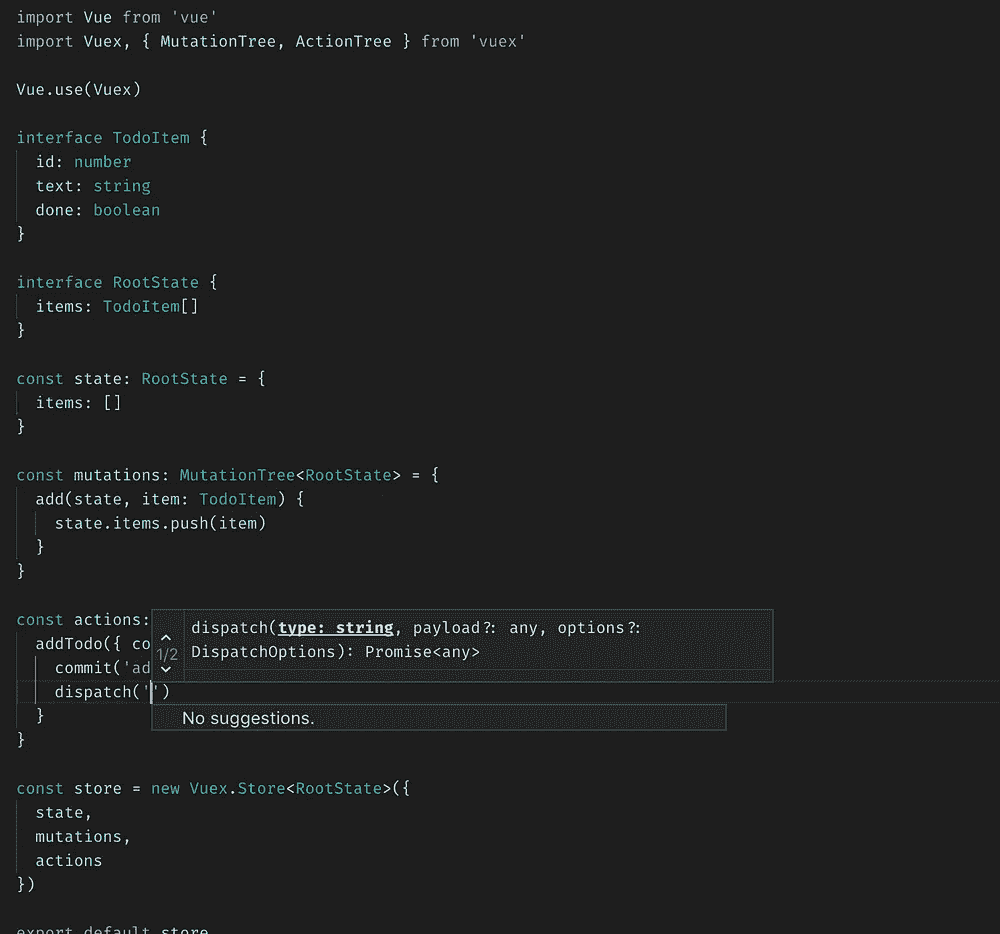 import Vue from 'vue'
import Vuex, { MutationTree, ActionTree } from 'vuex'
Vue.use(Vuex)
interface TodoItem {
id: number
text: string
done: boolean
}
interface RootState {
items: TodoItem[]
}
const state: RootState = {
items: []
}
const mutations: MutationTree<RootState> = {
add(state, item: TodoItem) {
state.items.push(item)
}
}
const actions:
dispatch(type: string, payload?: any, options?:
addTodo({ co
1/2
DispatchOptions): Promise<any>
commit('ad
dispatch('')
}
No suggestions.
}
const store = new Vuex.Store<RootState>({
state,
mutations,
actions
})
export default store